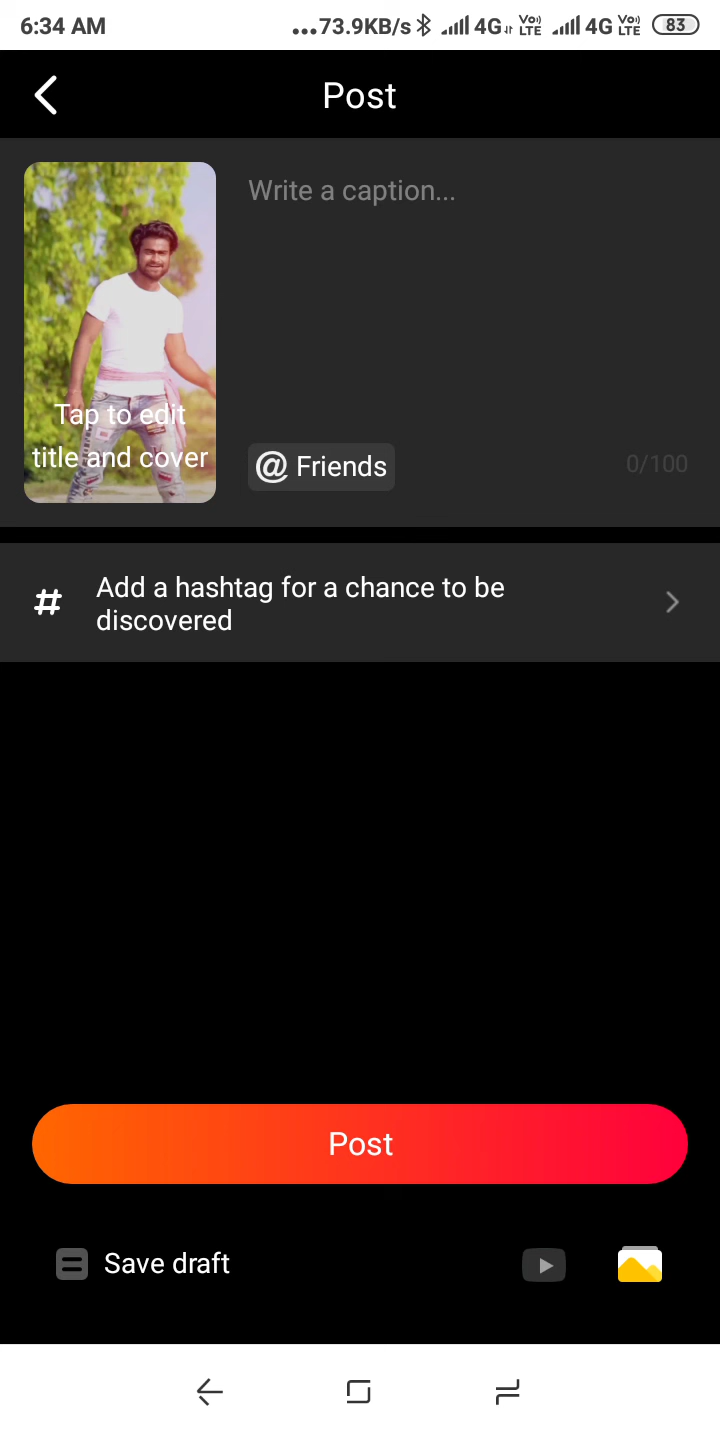 6:34 AM
...73.9KB/s 4G Vo)) LTE 4G Vo)) LTE 83
Post
Write a caption...
Tap to edit
title and cover
@ Friends
0/100
# Add a hashtag for a chance to be
discovered
Post
Save draft